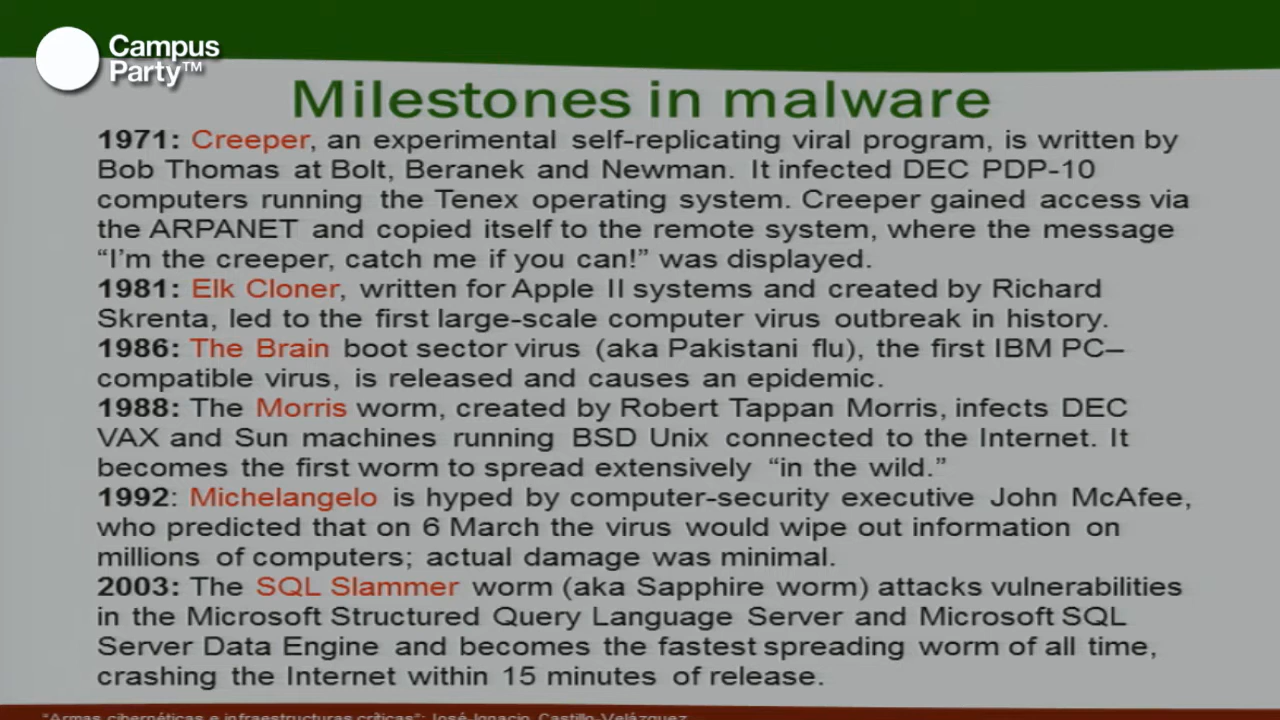 Campus
Party™
Milestones in malware
1971: Creeper, an experimental self-replicating viral program, is written by
Bob Thomas at Bolt, Beranek and Newman. It infected DEC PDP-10
computers running the Tenex operating system. Creeper gained access via
the ARPANET and copied itself to the remote system, where the message
“I’m the creeper, catch me if you can!” was displayed.
1981: Elk Cloner, written for Apple II systems and created by Richard
Skrenta, led to the first large-scale computer virus outbreak in history.
1986: The Brain boot sector virus (aka Pakistani flu), the first IBM PC–
compatible virus, is released and causes an epidemic.
1988: The Morris worm, created by Robert Tappan Morris, infects DEC
VAX and Sun machines running BSD Unix connected to the Internet. It
becomes the first worm to spread extensively “in the wild.”
1992: Michelangelo is hyped by computer-security executive John McAfee,
who predicted that on 6 March the virus would wipe out information on
millions of computers; actual damage was minimal.
2003: The SQL Slammer worm (aka Sapphire worm) attacks vulnerabilities
in the Microsoft Structured Query Language Server and Microsoft SQL
Server Data Engine and becomes the fastest spreading worm of all time,
crashing the Internet within 15 minutes of release.
“Armas cibernéticas e infraestructuras críticas”; José-Ignacio, Castillo-Velázquez